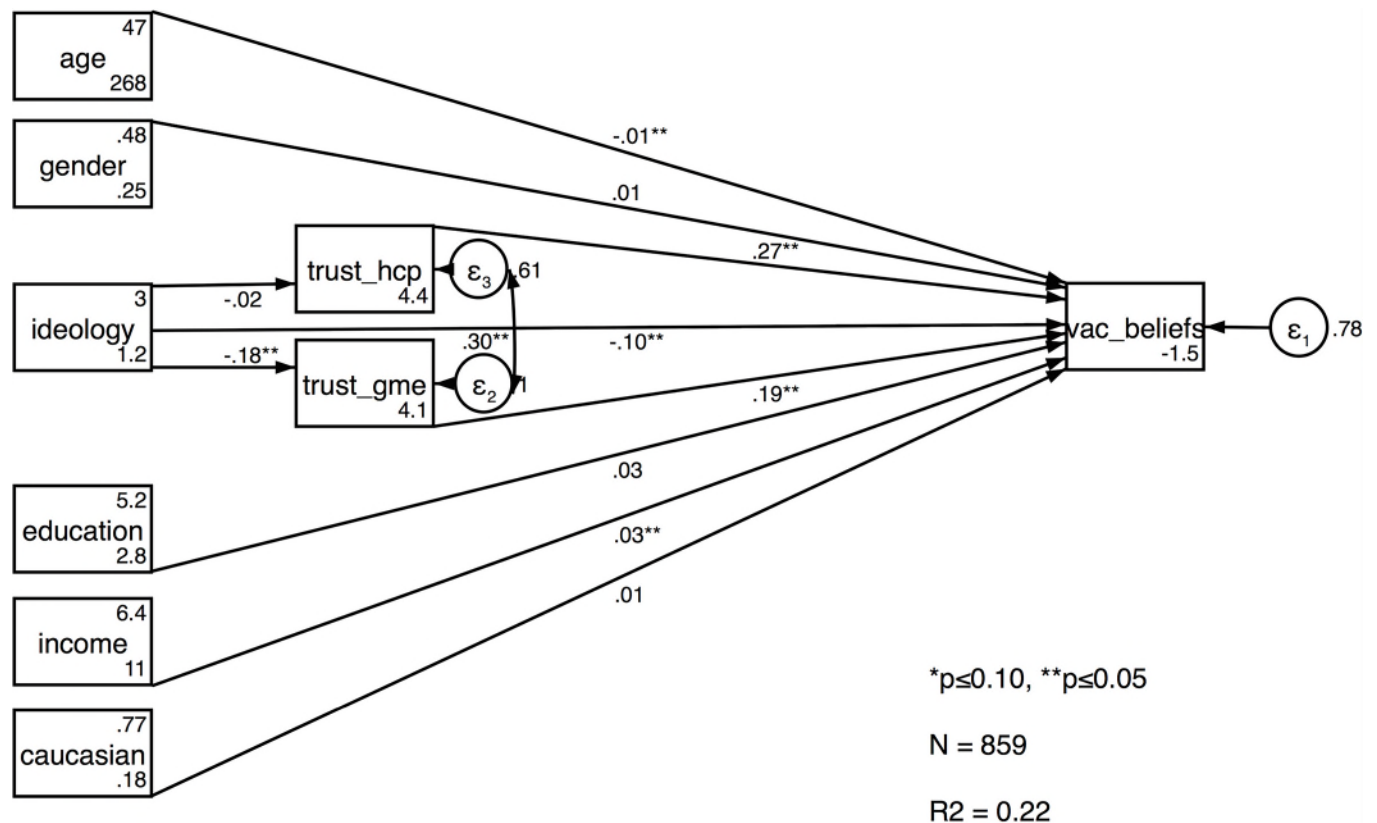 47
age
268
-.01**
.48
gender
.25
.01
trust_hcp
4.4
ε3
.61
.27**
3
ideology
1.2
-.02
-.18**
.30**
-.10**
trust_gme
4.1
ε2
1
.19**
vac_beliefs
-1.5
ε1
.78
5.2
education
2.8
.03
6.4
income
11
.03**
.77
caucasian
.18
.01
*p≤0.10, **p≤0.05
N = 859
R2 = 0.22